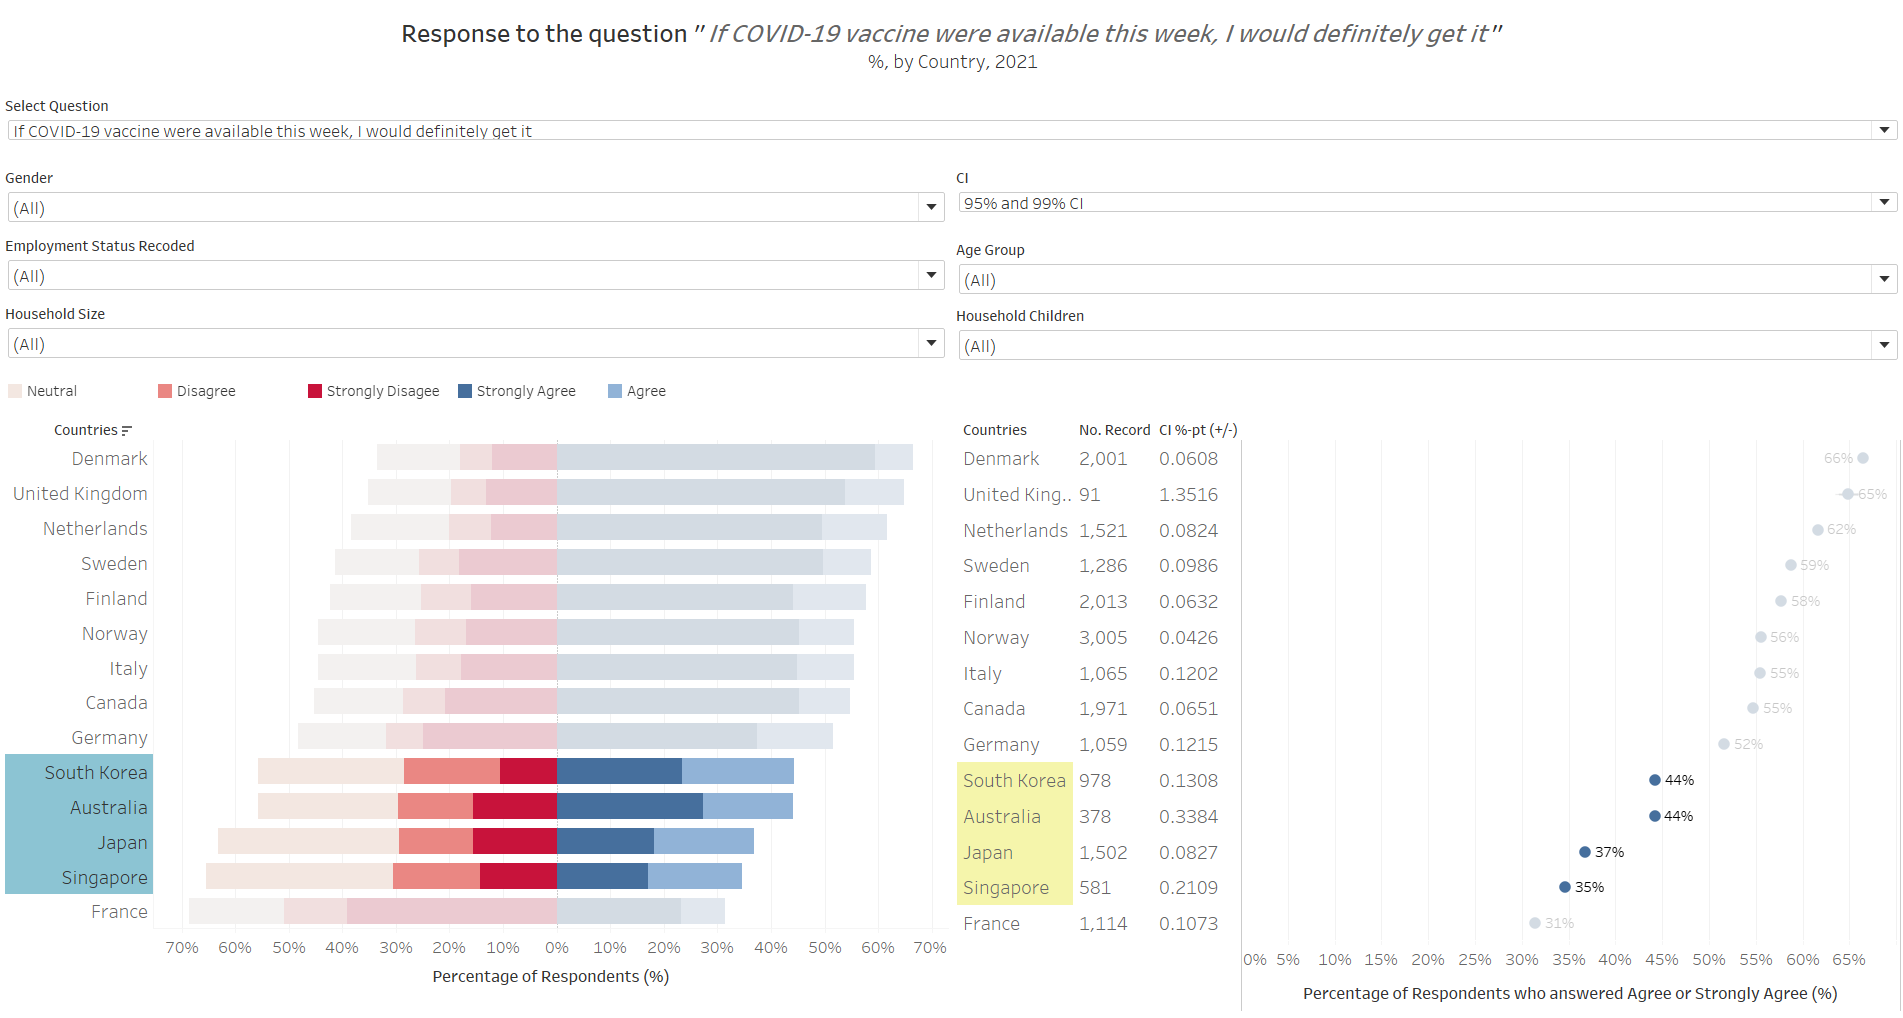 Response to the question "If COVID-19 vaccine were available this week, I would definitely get it"
%, by Country, 2021
Select Question
If COVID-19 vaccine were available this week, I would definitely get it
Gender
(All)
CI
95% and 99% CI
Employment Status Recoded
(All)
Age Group
(All)
Household Size
(All)
Household Children
(All)
Neutral Disagree Strongly Disagee Strongly Agree Agree
Countries
Denmark
United Kingdom
Netherlands
Sweden
Finland
Norway
Italy
Canada
Germany
South Korea
Australia
Japan
Singapore
France
70% 60% 50% 40% 30% 20% 10% 0% 10% 20% 30% 40% 50% 60% 70%
Percentage of Respondents (%)
Countries No. Record CI %-pt (+/-)
Denmark 2,001 0.0608 66%
United King.. 91 1.3516 65%
Netherlands 1,521 0.0824 62%
Sweden 1,286 0.0986 59%
Finland 2,013 0.0632 58%
Norway 3,005 0.0426 56%
Italy 1,065 0.1202 55%
Canada 1,971 0.0651 55%
Germany 1,059 0.1215 52%
South Korea 978 0.1308 44%
Australia 378 0.3384 44%
Japan 1,502 0.0827 37%
Singapore 581 0.2109 35%
France 1,114 0.1073 31%
0% 5% 10% 15% 20% 25% 30% 35% 40% 45% 50% 55% 60% 65%
Percentage of Respondents who answered Agree or Strongly Agree (%)